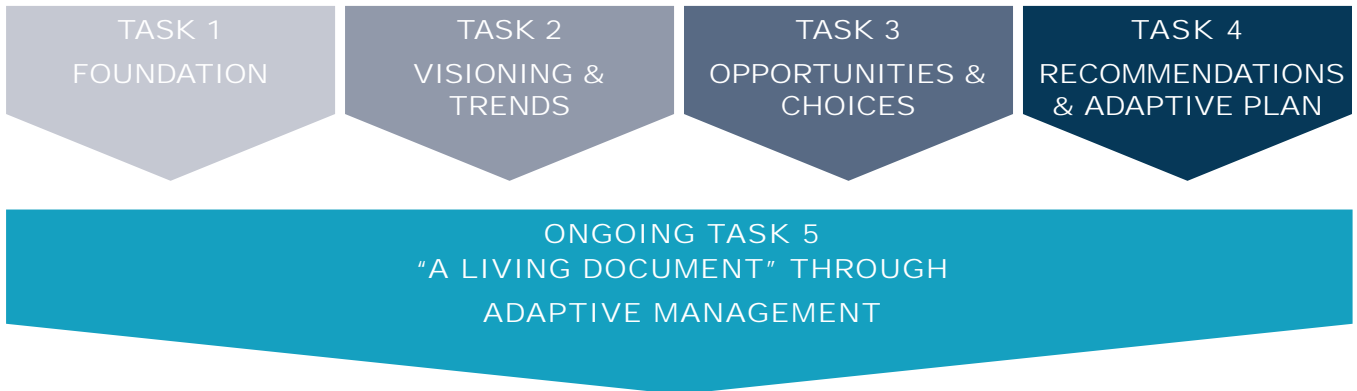 TASK 1
FOUNDATION
TASK 2
VISIONING &
TRENDS
TASK 3
OPPORTUNITIES &
CHOICES
TASK 4
RECOMMENDATIONS
& ADAPTIVE PLAN
ONGOING TASK 5
“A LIVING DOCUMENT” THROUGH
ADAPTIVE MANAGEMENT